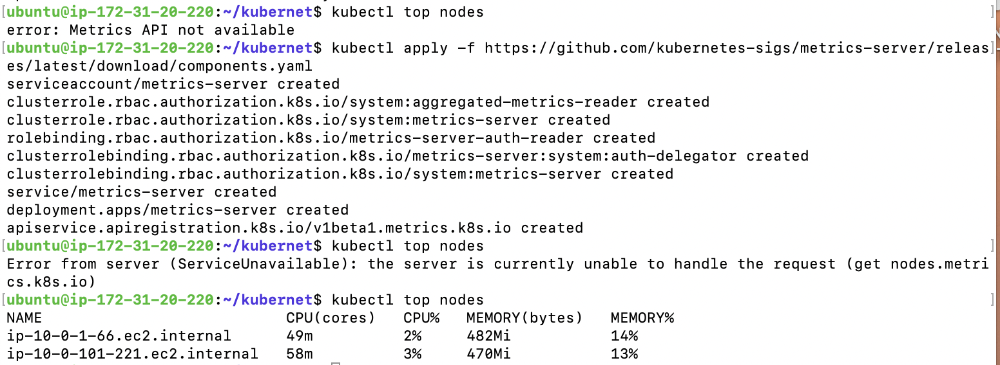 [ubuntu@ip-172-31-20-220:~/kubernet$ kubectl top nodes ]
error: Metrics API not available
[ubuntu@ip-172-31-20-220:~/kubernet$ kubectl apply -f https://github.com/kubernetes-sigs/metrics-server/releas]
es/latest/download/components.yaml
serviceaccount/metrics-server created
clusterrole.rbac.authorization.k8s.io/system:aggregated-metrics-reader created
clusterrole.rbac.authorization.k8s.io/system:metrics-server created
rolebinding.rbac.authorization.k8s.io/metrics-server-auth-reader created
clusterrolebinding.rbac.authorization.k8s.io/metrics-server:system:auth-delegator created
clusterrolebinding.rbac.authorization.k8s.io/system:metrics-server created
service/metrics-server created
deployment.apps/metrics-server created
apiservice.apiregistration.k8s.io/v1beta1.metrics.k8s.io created
[ubuntu@ip-172-31-20-220:~/kubernet$ kubectl top nodes ]
Error from server (ServiceUnavailable): the server is currently unable to handle the request (get nodes.metri
cs.k8s.io)
[ubuntu@ip-172-31-20-220:~/kubernet$ kubectl top nodes ]
NAME CPU(cores) CPU% MEMORY(bytes) MEMORY%
ip-10-0-1-66.ec2.internal 49m 2% 482Mi 14%
ip-10-0-101-221.ec2.internal 58m 3% 470Mi 13%